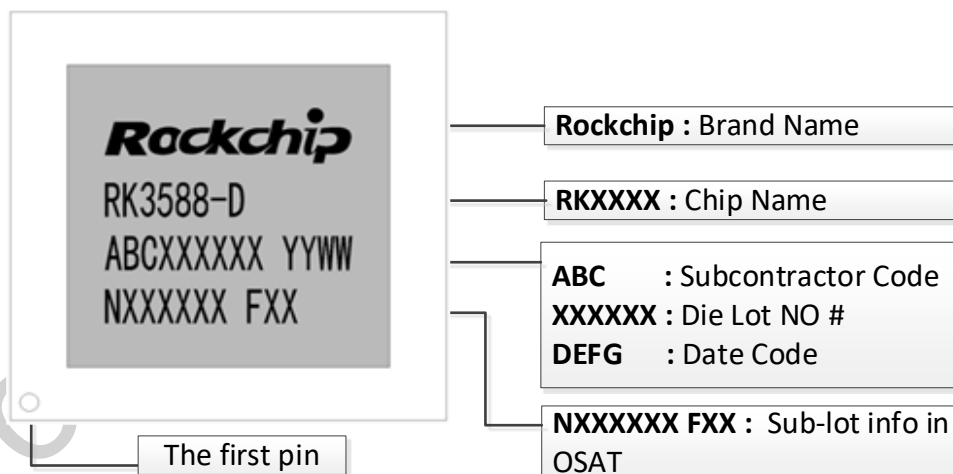 Rockchip
RK3588-D
ABCXXXXXX YYWW
NXXXXXX FXX
Rockchip : Brand Name
RKXXXX : Chip Name
ABC : Subcontractor Code
XXXXXX : Die Lot NO #
DEFG : Date Code
NXXXXXX FXX : Sub-lot info in
OSAT
The first pin